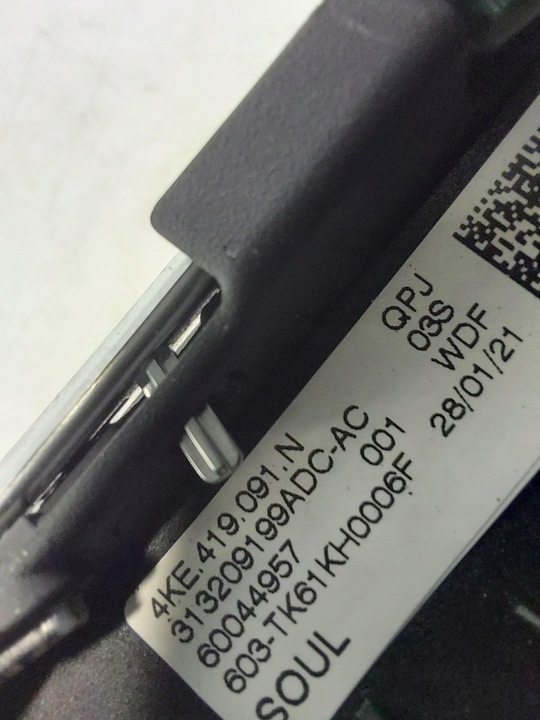 4KE.419.091.N QPJ
313209199ADC-AC 03S
60044957 001 WDF
603-TK61KH0006F 28/01/21
SOUL